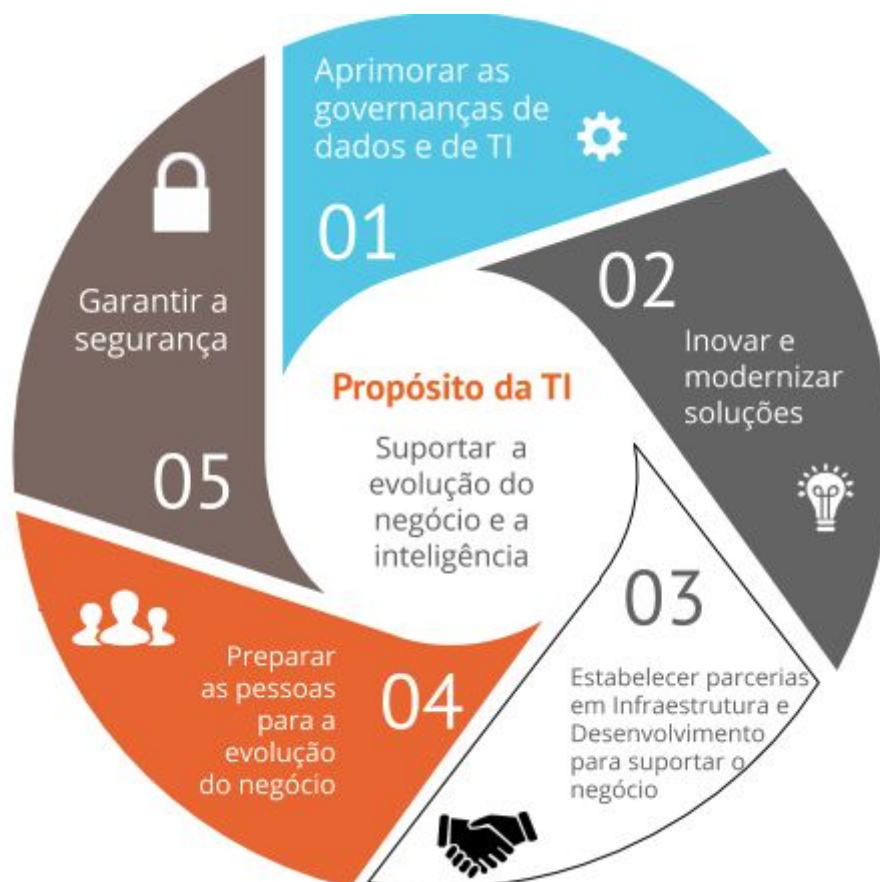 Aprimorar as
governanças de
dados e de TI
01
02
Inovar e
modernizar
soluções
Propósito da TI
Suportar a
evolução do
negócio e a
inteligência
03
Estabelecer parcerias
em Infraestrutura e
Desenvolvimento
para suportar o
negócio
04
Preparar
as pessoas
para a
evolução
do negócio
Garantir a
segurança
05